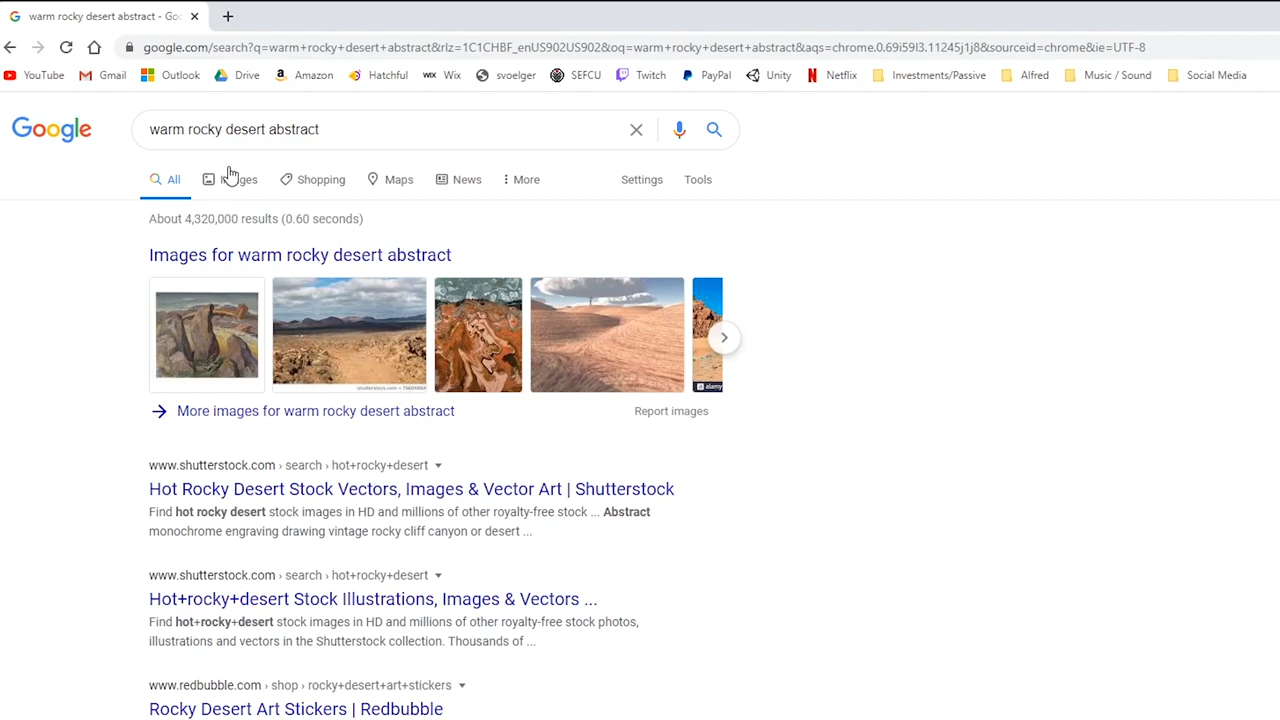 warm rocky desert abstract - Goo
google.com/search?q=warm+rocky+desert+abstract&rlz=1C1CHBF_enUS902US902&oq=warm+rocky+desert+abstract&aqs=chrome.0.69i59l3.11245j1j8&sourceid=chrome&ie=UTF-8
YouTube Gmail Outlook Drive Amazon Hatchful WIX Wix svoelger SEFCU Twitch PayPal Unity Netflix Investments/Passive Alfred Music / Sound Social Media
Google warm rocky desert abstract
All Images Shopping Maps News More Settings Tools
About 4,320,000 results (0.60 seconds)
Images for warm rocky desert abstract
alamy
More images for warm rocky desert abstract Report images
www.shutterstock.com › search › hot+rocky+desert
Hot Rocky Desert Stock Vectors, Images & Vector Art | Shutterstock
Find hot rocky desert stock images in HD and millions of other royalty-free stock ... Abstract
monochrome engraving drawing vintage rocky cliff canyon or desert ...
www.shutterstock.com › search › hot+rocky+desert
Hot+rocky+desert Stock Illustrations, Images & Vectors ...
Find hot+rocky+desert stock images in HD and millions of other royalty-free stock photos,
illustrations and vectors in the Shutterstock collection. Thousands of ...
www.redbubble.com › shop › rocky+desert+art+stickers
Rocky Desert Art Stickers | Redbubble